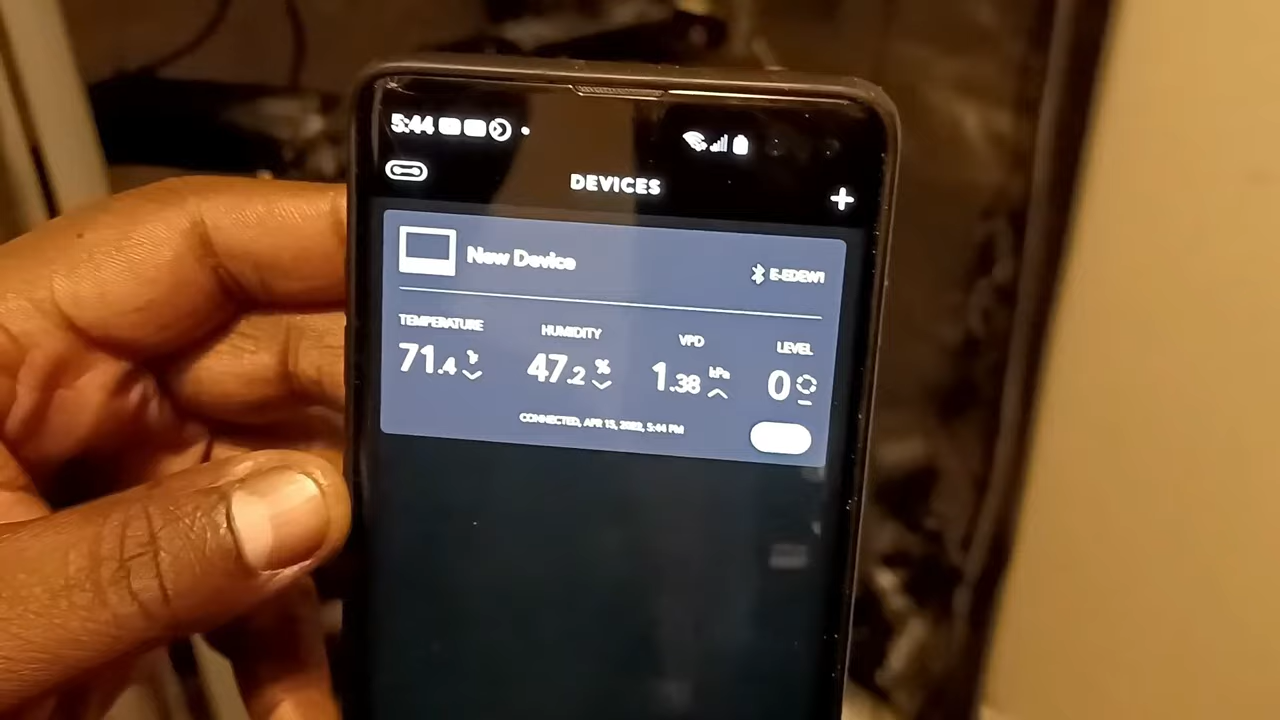 5:44
DEVICES +
New Device E-EDEW1
TEMPERATURE HUMIDITY VPD LEVEL
71.4 °F 47.2 % 1.38 kPa 0
CONNECTED, APR 15, 2022, 5:44 PM